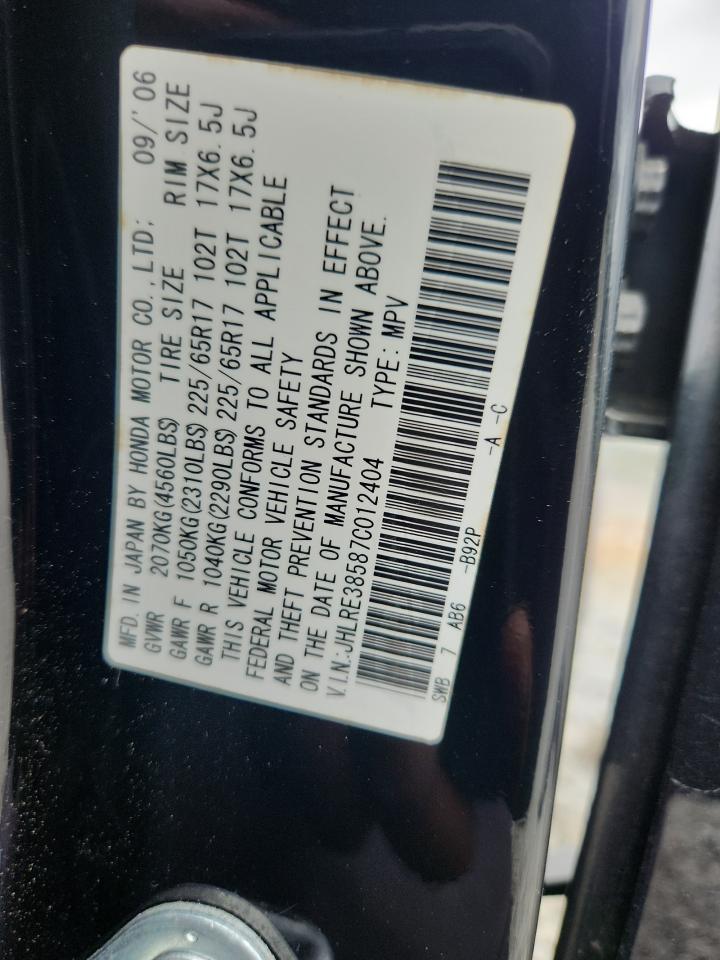 MFD. IN JAPAN BY HONDA MOTOR CO., LTD: 09/'06
GVWR 2070KG(4560LBS) TIRE SIZE RIM SIZE
GAWR F 1050KG(2310LBS) 225/65R17 102T 17X6.5J
GAWR R 1040KG(2290LBS) 225/65R17 102T 17X6.5J
THIS VEHICLE CONFORMS TO ALL APPLICABLE
FEDERAL MOTOR VEHICLE SAFETY
AND THEFT PREVENTION STANDARDS IN EFFECT
ON THE DATE OF MANUFACTURE SHOWN ABOVE.
V.I.N.:JHLRE38587C012404 TYPE: MPV
SWB 7 AB6 -B92P -A -C